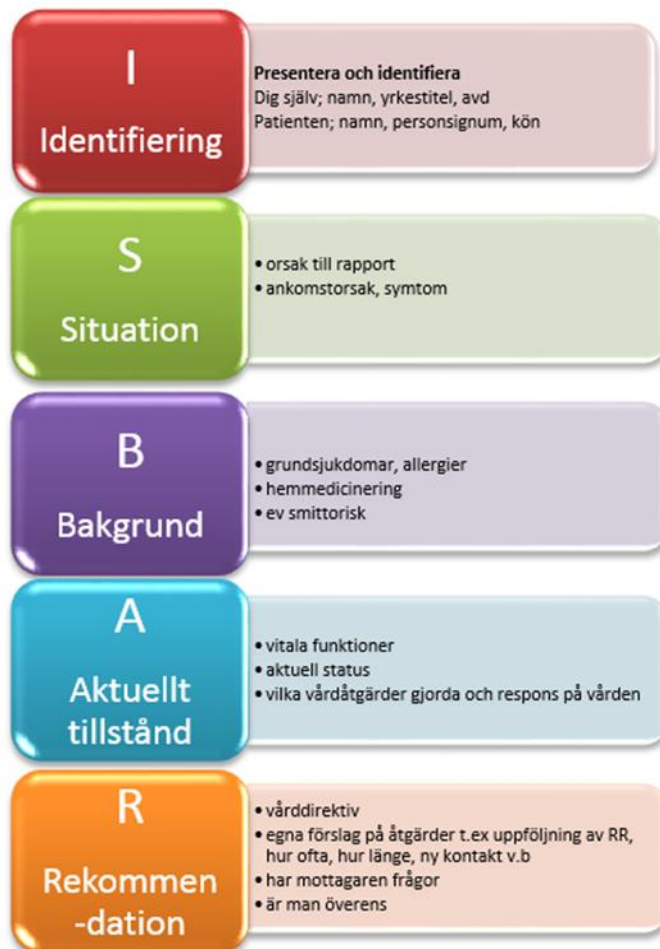 I
Identifiering
Presentera och identifiera
Dig själv; namn, yrkestitel, avd
Patienten; namn, personsignum, kön
S
Situation
• orsak till rapport
• ankomstorsak, symtom
B
Bakgrund
• grundsjukdomar, allergier
• hemmedicinering
• ev smittorisk
A
Aktuellt
tillstånd
• vitala funktioner
• aktuell status
• vilka vårdåtgärder gjorda och respons på vården
R
Rekommen
-dation
• vårddirektiv
• egna förslag på åtgärder t.ex uppföljning av RR,
hur ofta, hur länge, ny kontakt v.b
• har mottagaren frågor
• är man överens